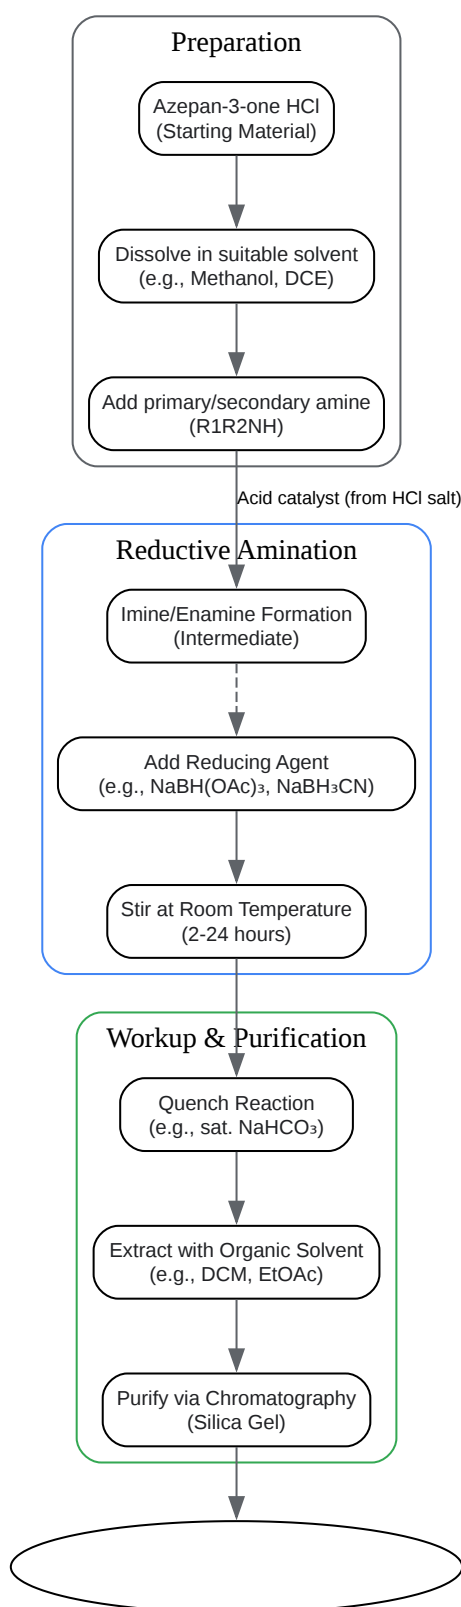 Preparation
Azepan-3-one HCl
(Starting Material)
Dissolve in suitable solvent
(e.g., Methanol, DCE)
Add primary/secondary amine
(R1R2NH)
Acid catalyst (from HCl salt)
Reductive Amination
Imine/Enamine Formation
(Intermediate)
Add Reducing Agent
(e.g., NaBH(OAc)₃, NaBH₃CN)
Stir at Room Temperature
(2-24 hours)
Workup & Purification
Quench Reaction
(e.g., sat. NaHCO₃)
Extract with Organic Solvent
(e.g., DCM, EtOAc)
Purify via Chromatography
(Silica Gel)